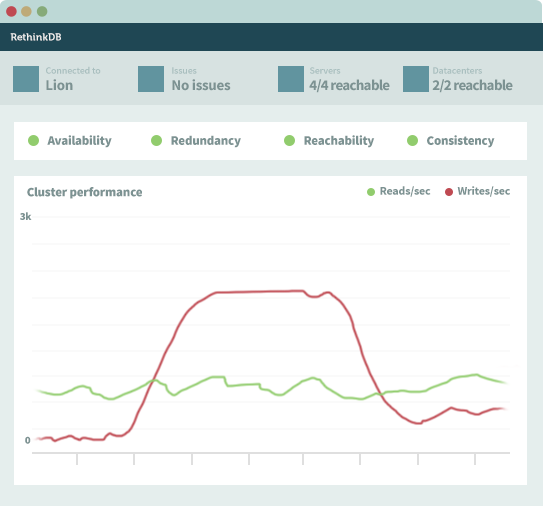 RethinkDB
Connected to
Lion
Issues
No issues
Servers
4/4 reachable
Datacenters
2/2 reachable
Availability
Redundancy
Reachability
Consistency
Cluster performance
Reads/sec
Writes/sec
3k
0